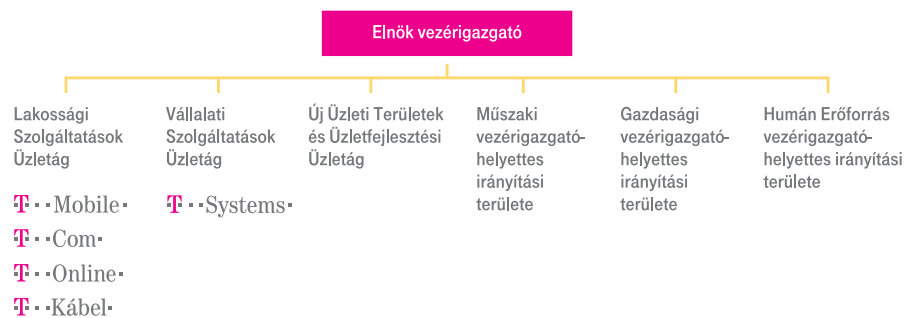 Elnök vezérigazgató
Lakossági
Szolgáltatások
Üzletág
T · · Mobile ·
T · · Com ·
T · · Online ·
T · · Kábel ·
Vállalati
Szolgáltatások
Üzletág
T · · Systems ·
Új Üzleti Területek
és Üzletfejlesztési
Üzletág
Műszaki
vezérigazgató-
helyettes
irányítási
területe
Gazdasági
vezérigazgató-
helyettes
irányítási
területe
Humán Erőforrás
vezérigazgató-
helyettes irányítási
területe